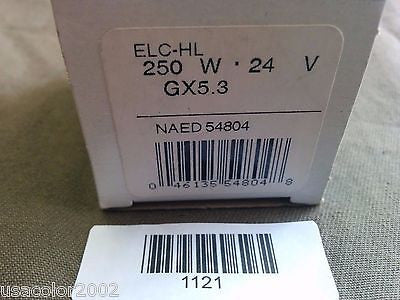 ELC-HL
250 W · 24 V
GX5.3
NAED 54804
0 46135 54804 8
1121
usacolor2002